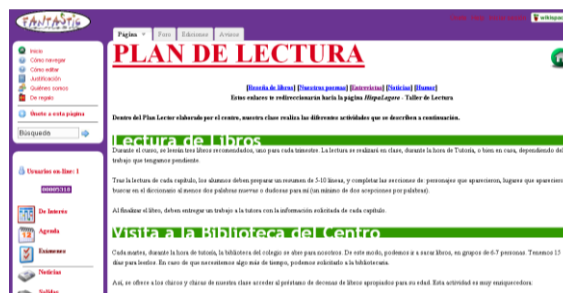 FANTASTIC
Página
Foro
Ediciones
Avisos
wikispac
PLAN DE LECTURA
Inicio
Cómo navegar
Cómo editar
Justificación
Quiénes somos
De regalo
Únete a esta página
Búsqueda
[Reseña de libros] [Nuestros poemas] [Entrevistas] [Noticias] [Humor]
Estos enlaces te redireccionarán hacia la página HispaLegere - Taller de Lectura
Dentro del Plan Lector elaborado por el centro, nuestra clase realiza las diferentes actividades que se describen a continuación.
Lectura de Libros
Durante el curso, se leerán tres libros recomendados, uno para cada trimestre. La lectura se realizará en clase, durante la hora de Tutoría, o bien en casa, dependiendo del
trabajo que tengamos pendiente.
Tras la lectura de cada capítulo, los alumnos deben preparar un resumen de 5-10 líneas, y completar las secciones de: personajes que aparecieron, lugares que aparecieron
buscar en el diccionario al menos dos palabras nuevas o dudosas para mí (un mínimo de dos acepciones por palabras).
Al finalizar el libro, deben entregar un trabajo a la tutora con la información solicitada de cada capítulo.
Usuarios on-line: 1
De Interés
Agenda
Exámenes
Noticias
Salidas
Visita a la Biblioteca del Centro
Cada martes, durante la hora de tutoría, la biblioteca del colegio se abre para nosotros. De este modo, podemos ir a sacar libros, en grupos de 6-7 personas. Tenemos 15
días para leerlos. En caso de que necesitemos algo más de tiempo, podemos solicitarlo a la bibliotecaria.
Así, se ofrece a los chicos y chicas de nuestra clase acceder al préstamo de decenas de libros apropiados para su edad. Esta actividad es muy enriquecedora: